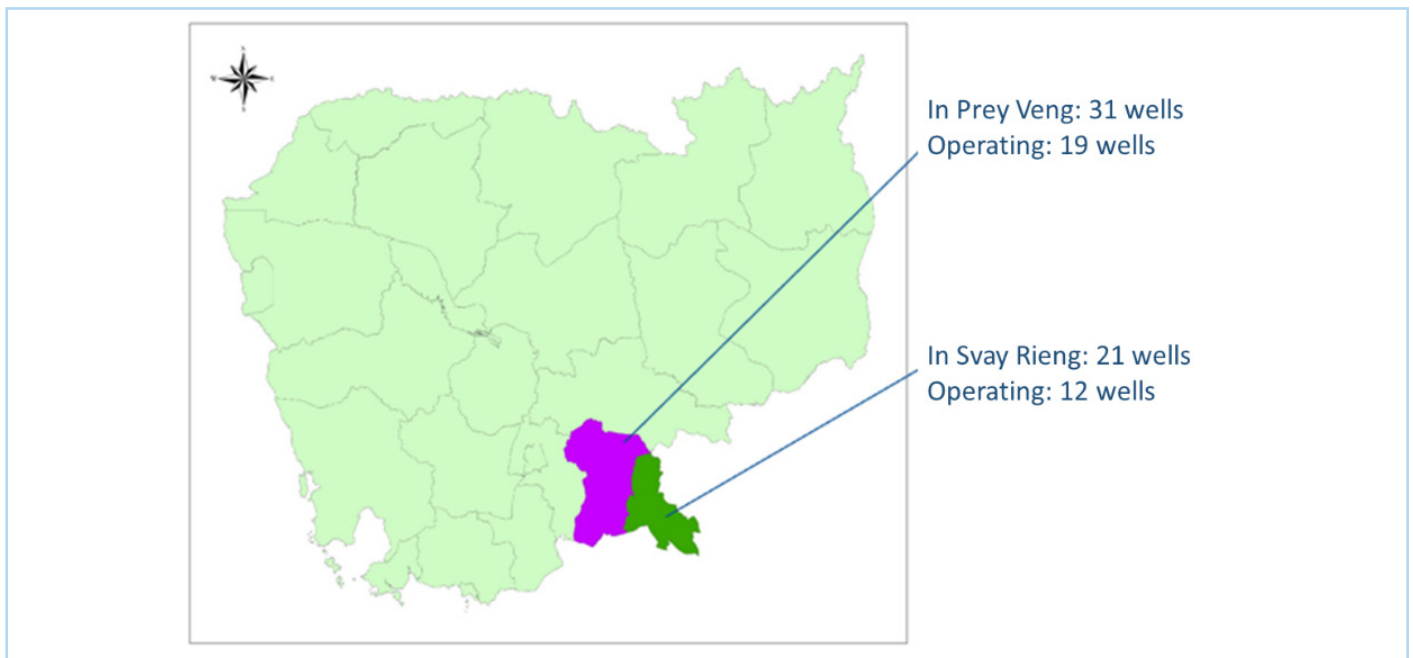 In Prey Veng: 31 wells
Operating: 19 wells
In Svay Rieng: 21 wells
Operating: 12 wells